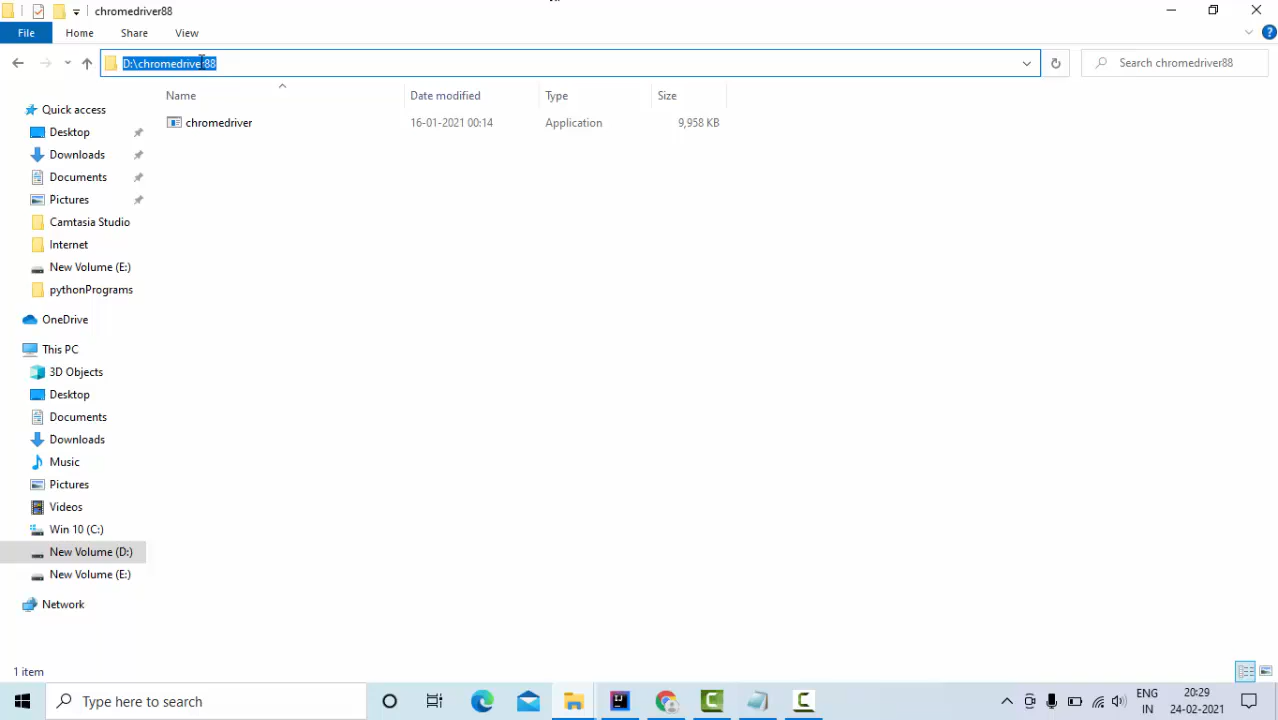 chromedriver88
File Home Share View
D:\chromedriver88
Search chromedriver88
Name Date modified Type Size
chromedriver 16-01-2021 00:14 Application 9,958 KB
Quick access
Desktop
Downloads
Documents
Pictures
Camtasia Studio
Internet
New Volume (E:)
pythonPrograms
OneDrive
This PC
3D Objects
Desktop
Documents
Downloads
Music
Pictures
Videos
Win 10 (C:)
New Volume (D:)
New Volume (E:)
Network
1 item
Type here to search
ENG
IN
20:29
24-02-2021